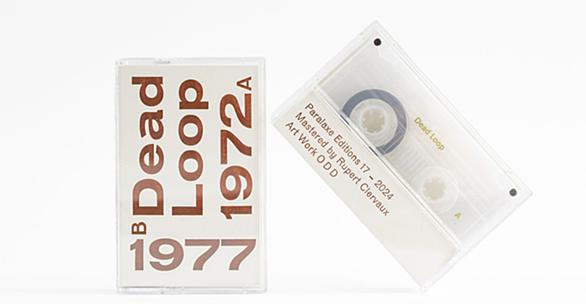 Dead
Loop
1972 A
B
1977
Paralaxe Editions 17 – 2024
Mastered by Rupert Clervaux
Art Work O D D
Dead Loop
A